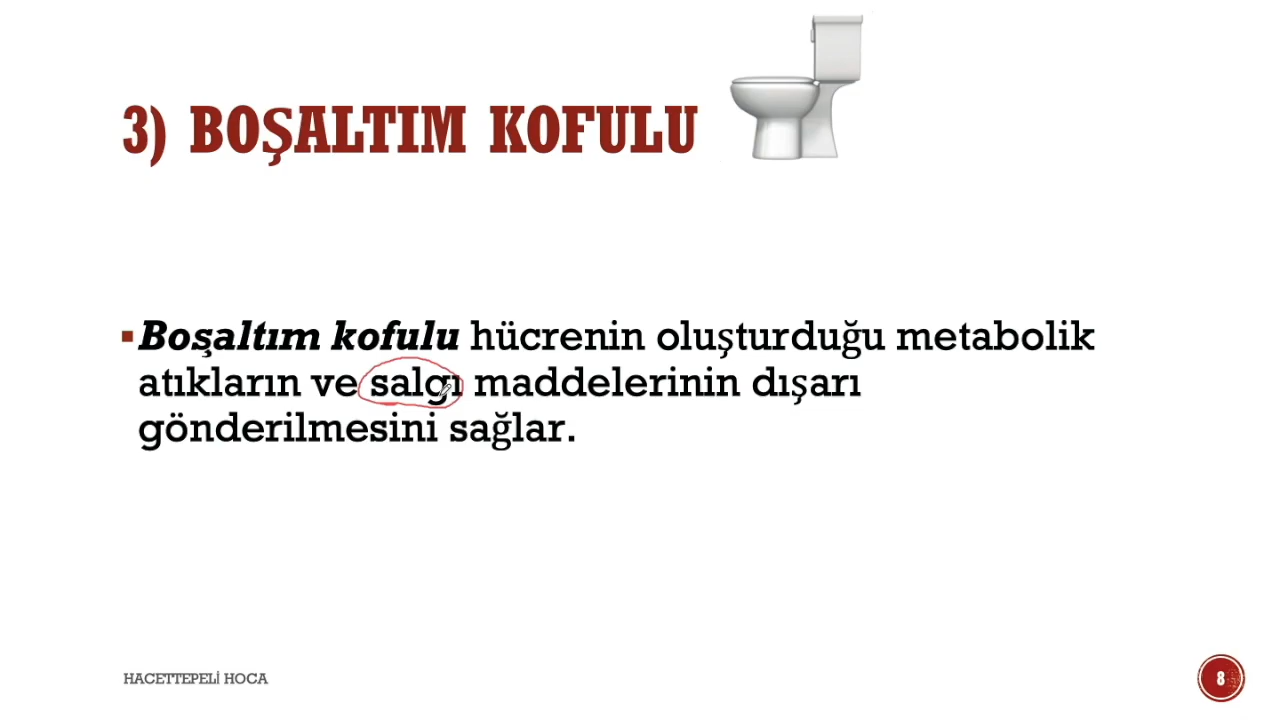 3) BOŞALTIM KOFULU
▪Boşaltım kofulu hücrenin oluşturduğu metabolik
atıkların ve salgı maddelerinin dışarı
gönderilmesini sağlar.
HACETTEPELİ HOCA
8